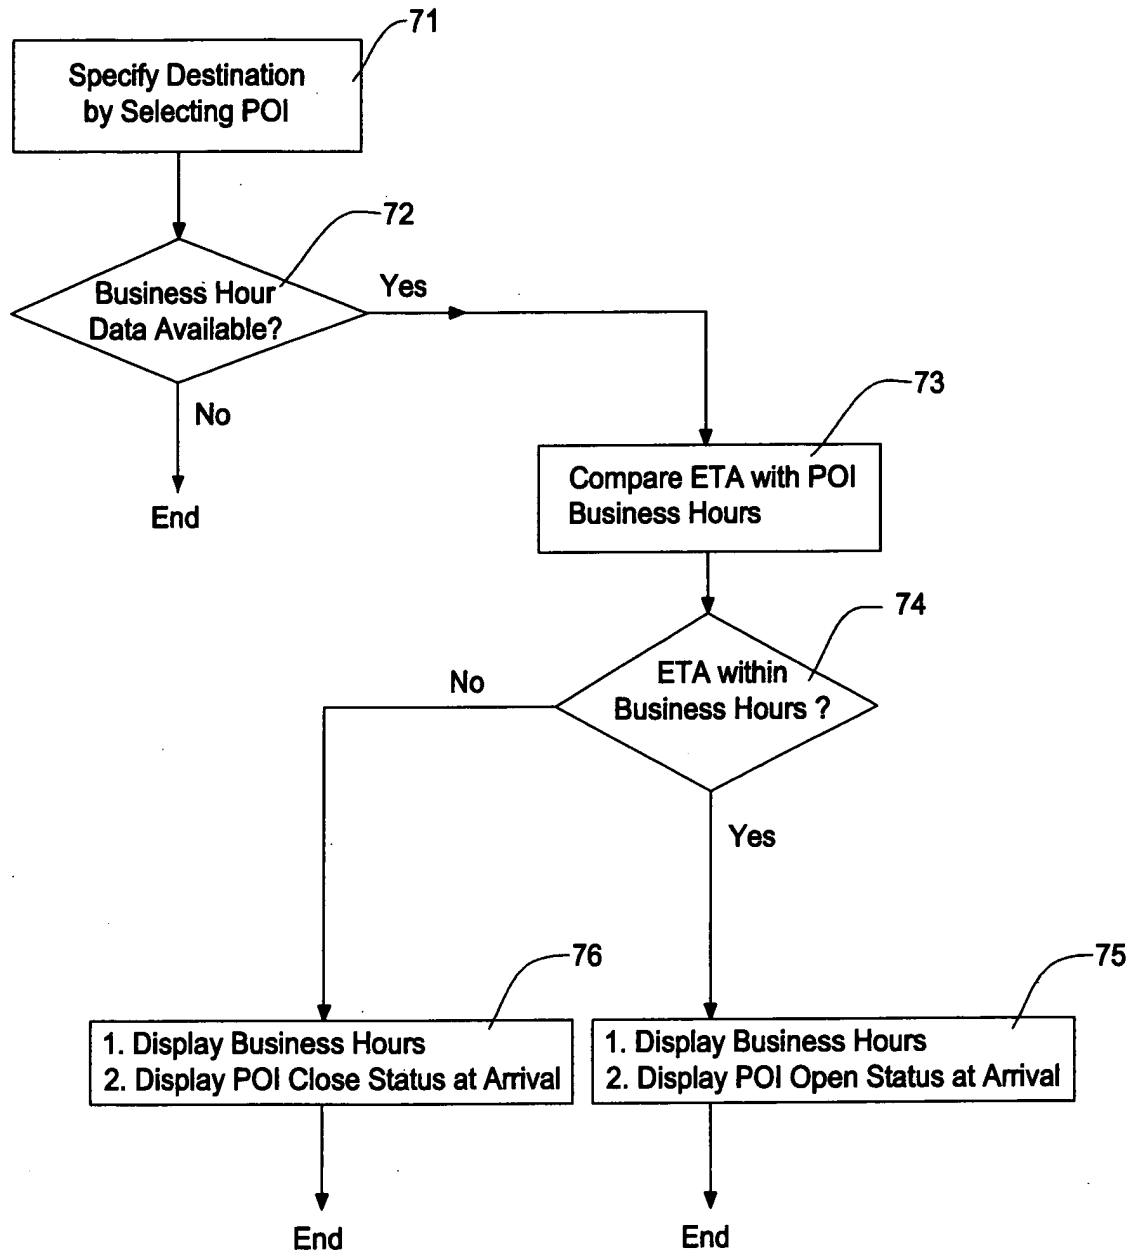 71
Specify Destination
by Selecting POI
72
Business Hour
Data Available?
Yes
No
End
73
Compare ETA with POI
Business Hours
74
ETA within
Business Hours ?
No
Yes
76
1. Display Business Hours
2. Display POI Close Status at Arrival
75
1. Display Business Hours
2. Display POI Open Status at Arrival
End
End